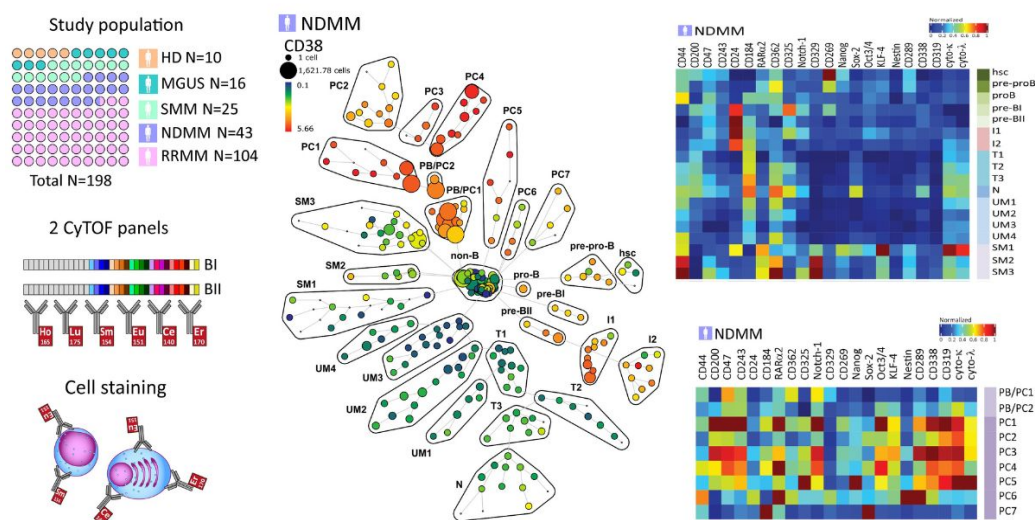 Study population
HD N=10
MGUS N=16
SMM N=25
NDMM N=43
RRMM N=104
Total N=198
2 CyTOF panels
BI
BII
Ho
165
Lu
175
Sm
154
Eu
151
Ce
140
Er
170
Cell staining
Eu
151
Eu
151
Sm
Ce
Er
170
NDMM
CD38
1 cell
1,621.78 cells
0.1
5.66
PC4
PC3
PC2
PC5
PC1
PB/PC2
PB/PC1
PC6
PC7
SM3
non-B
pre-pro-B
hsc
SM2
pro-B
SM1
pre-BI
pre-BII
I1
T1
I2
UM4
UM3
T2
UM2
T3
UM1
N
NDMM
Normalized
0 0.2 0.4 0.6 0.8 1
CD44
CD200
CD47
CD243
CD24
CD184
RARα2
CD362
CD325
Notch-1
CD329
CD269
Nanog
Sox-2
Oct3/4
KLF-4
Nestin
CD289
CD338
CD319
cyto-κ
cyto-λ
hsc
pre-proB
proB
pre-BI
pre-BII
I1
I2
T1
T2
T3
N
UM1
UM2
UM3
UM4
SM1
SM2
SM3
NDMM
Normalized
0 0.2 0.4 0.6 0.8 1
CD44
CD200
CD47
CD243
CD24
CD184
RARα2
CD362
CD325
Notch-1
CD329
CD269
Nanog
Sox-2
Oct3/4
KLF-4
Nestin
CD289
CD338
CD319
cyto-κ
cyto-λ
PB/PC1
PB/PC2
PC1
PC2
PC3
PC4
PC5
PC6
PC7